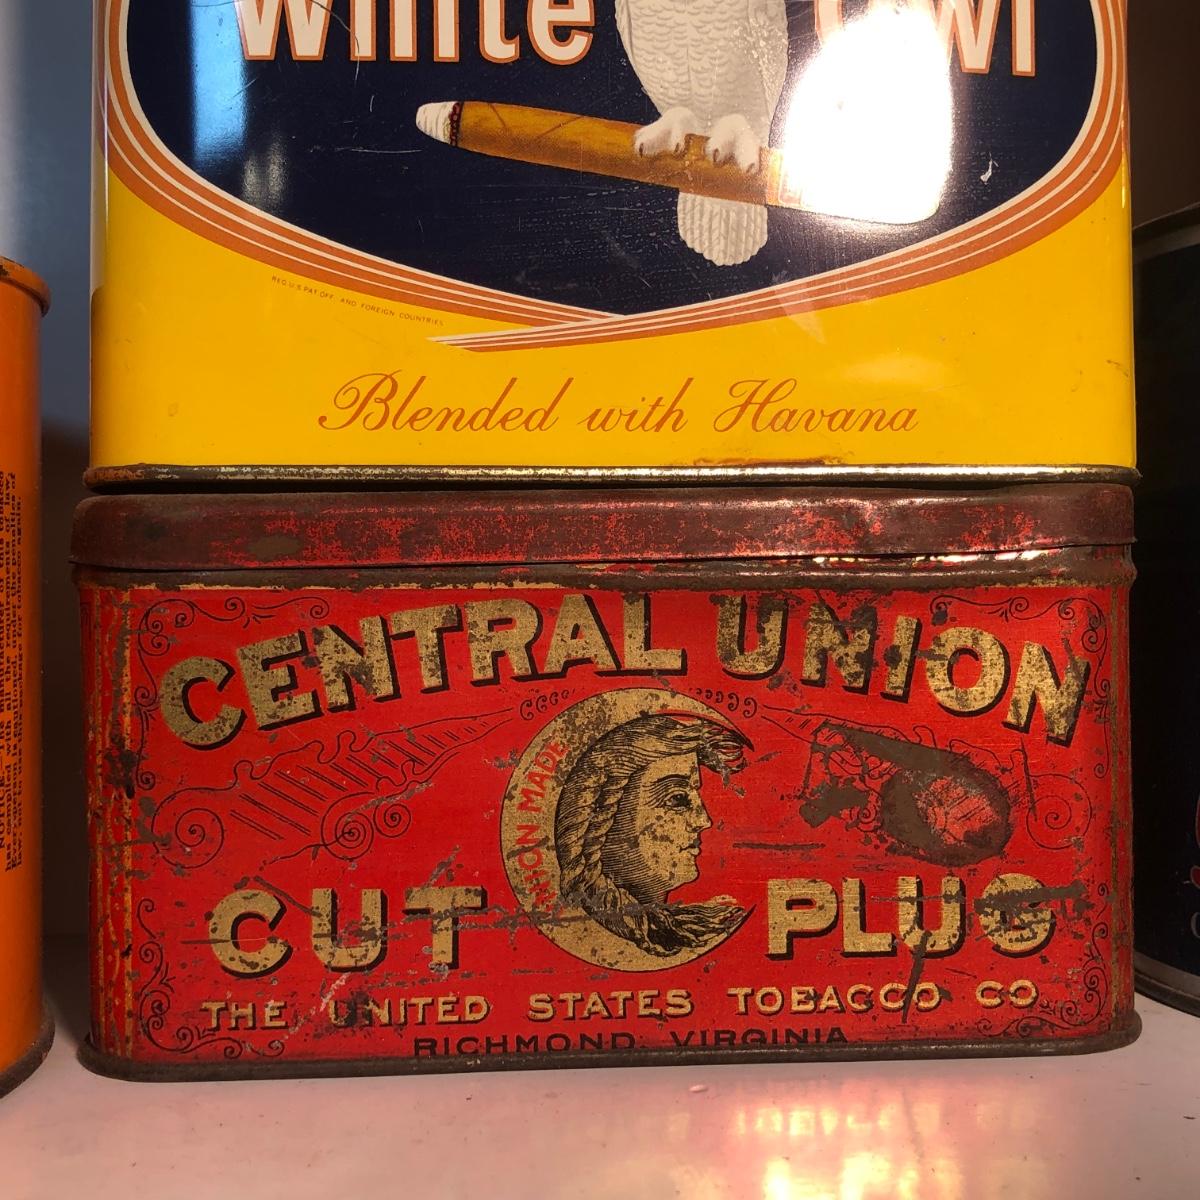 White Owl
REG. U.S. PAT. OFF. AND FOREIGN COUNTRIES
Blended with Havana
CENTRAL UNION
UNION MADE
CUT PLUG
THE UNITED STATES TOBACCO CO.
RICHMOND, VIRGINIA